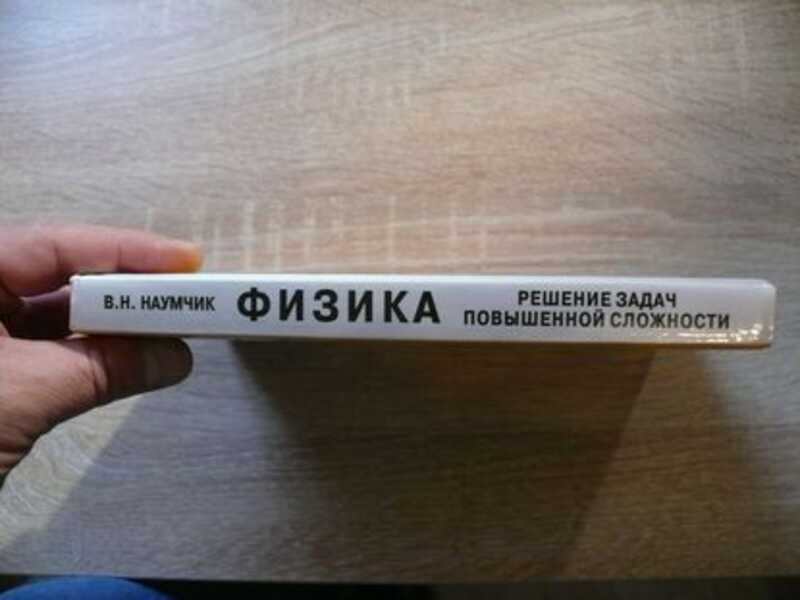 В.Н. НАУМЧИК
ФИЗИКА
РЕШЕНИЕ ЗАДАЧ
ПОВЫШЕННОЙ СЛОЖНОСТИ